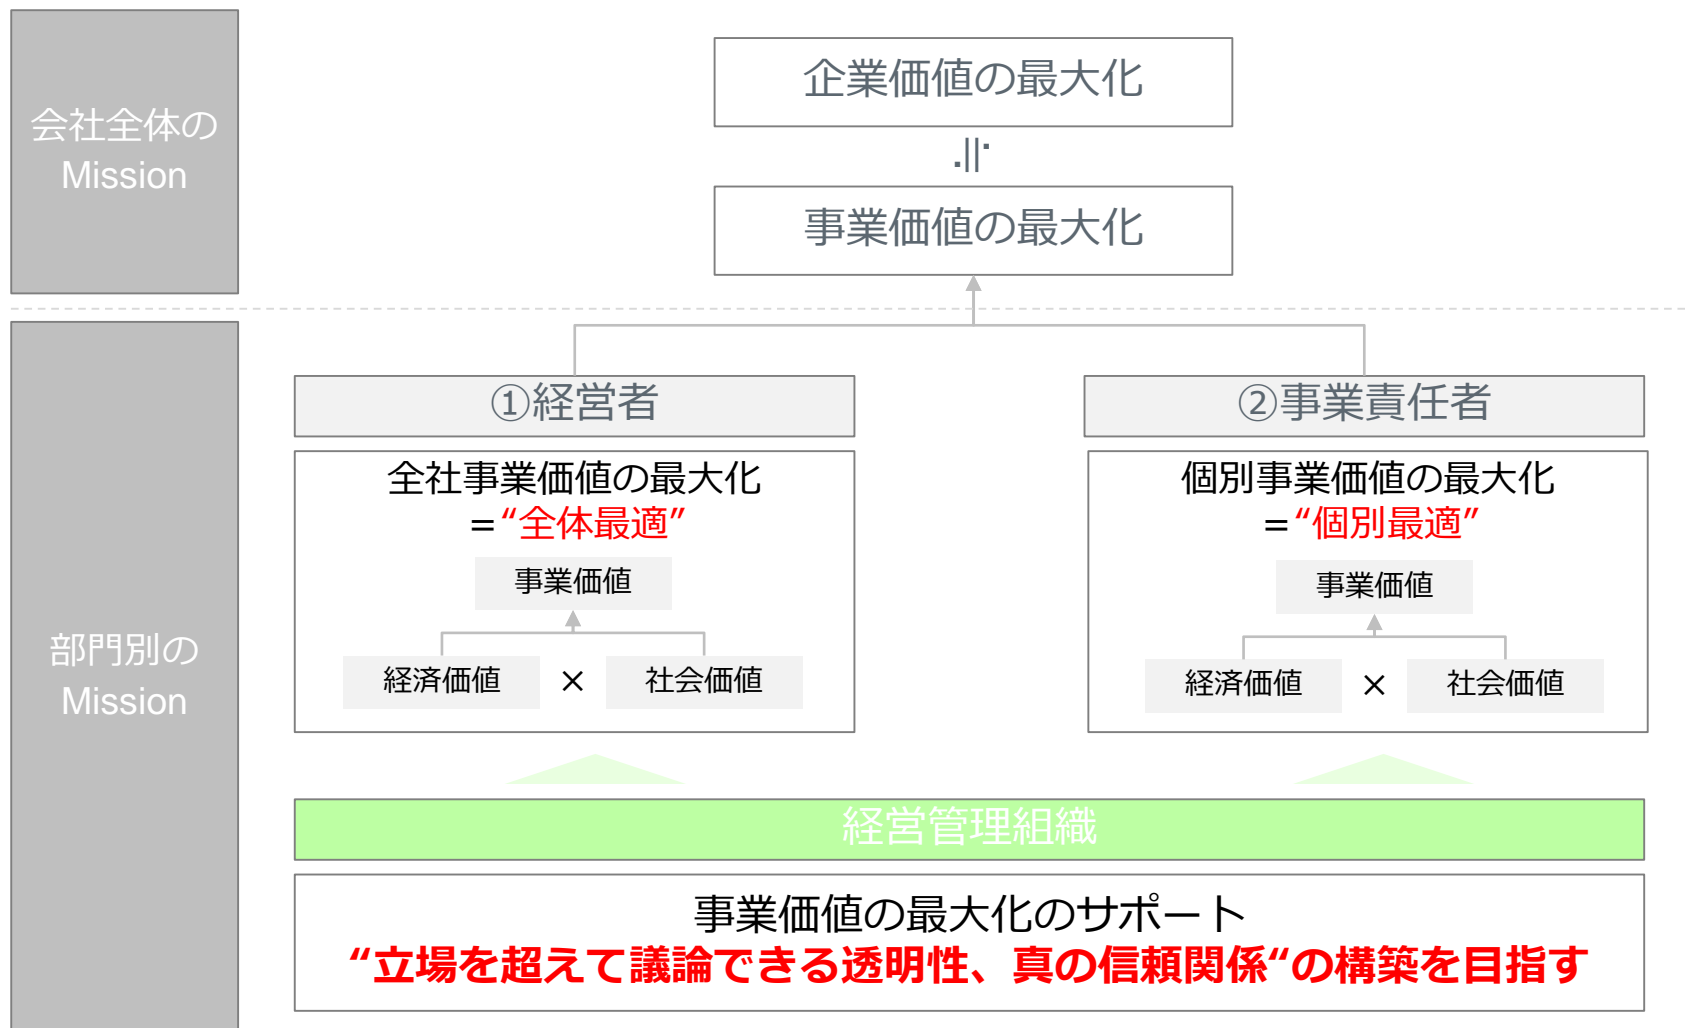 会社全体の
Mission
企業価値の最大化
.||·
事業価値の最大化
部門別の
Mission
①経営者
全社事業価値の最大化
=“全体最適”
事業価値
経済価値 × 社会価値
②事業責任者
個別事業価値の最大化
=“個別最適”
事業価値
経済価値 × 社会価値
経営管理組織
事業価値の最大化のサポート
“立場を超えて議論できる透明性、真の信頼関係“の構築を目指す